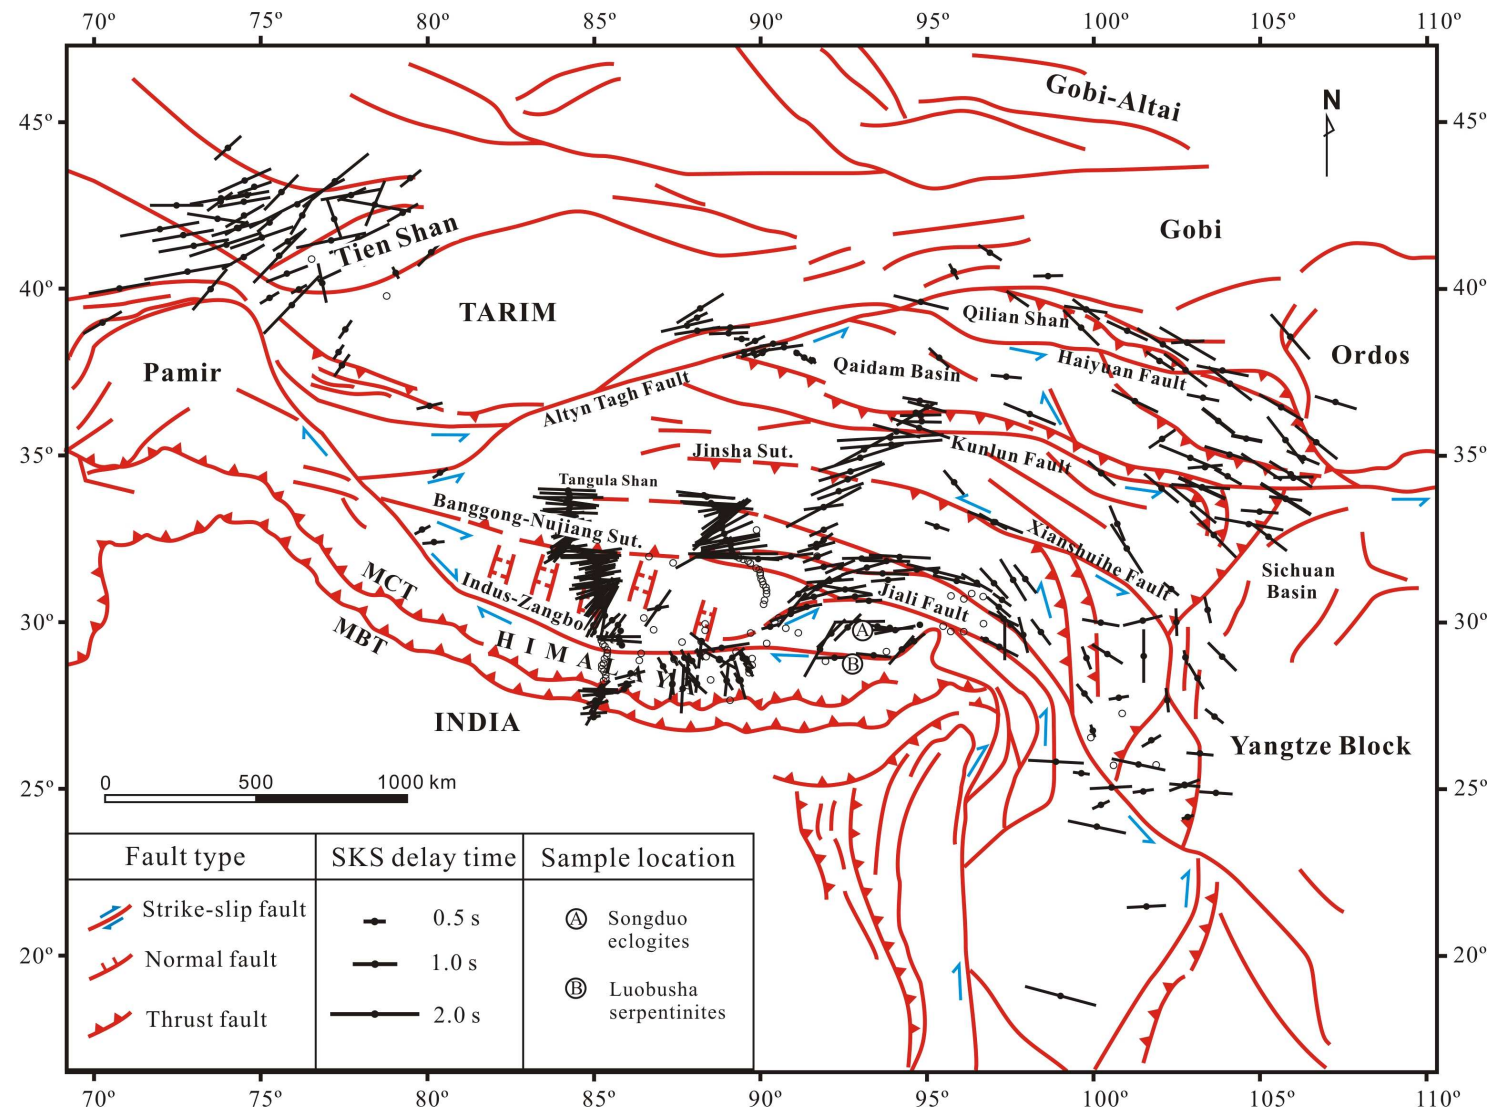 70º 75º 80º 85º 90º 95º 100º 105º 110º
Gobi-Altai
N
45º 45º
Gobi
Tien Shan
40º 40º
TARIM
Qilian Shan
Ordos
Haiyuan Fault
Pamir
Qaidam Basin
Altyn Tagh Fault
35º 35º
Jinsha Sut.
Kunlun Fault
Tangula Shan
Banggong-Nujiang Sut.
Xianshuihe Fault
Sichuan
Basin
MCT
Indus-Zangbo
Jiali Fault
30º 30º
MBT
A
HIMALAY
B
INDIA
Yangtze Block
0 500 1000 km
25º 25º
Fault type
SKS delay time
Sample location
Strike-slip fault
0.5 s
A Songduo
eclogites
Normal fault
1.0 s
20º 20º
B Luobusha
serpentinites
Thrust fault
2.0 s
70º 75º 80º 85º 90º 95º 100º 105º 110º